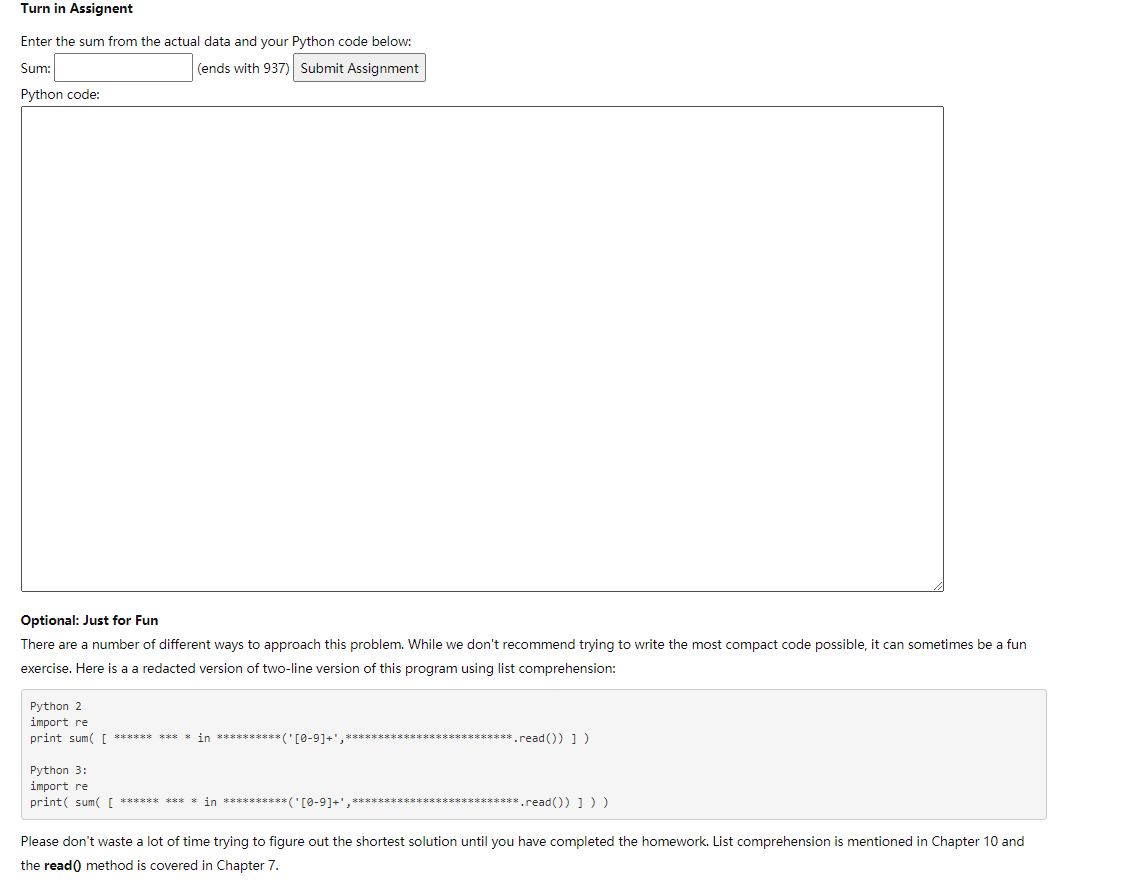 Turn in Assignent
Enter the sum from the actual data and your Python code below:
Sum: (ends with 937) Submit Assignment
Python code:
Optional: Just for Fun
There are a number of different ways to approach this problem. While we don't recommend trying to write the most compact code possible, it can sometimes be a fun
exercise. Here is a a redacted version of two-line version of this program using list comprehension:
Python 2
import re
print sum( [ ****** *** * in **********('[0-9]+',**************************.read()) ] )
Python 3:
import re
print( sum( [ ****** *** * in **********('[0-9]+',**************************.read()) ] ) )
Please don't waste a lot of time trying to figure out the shortest solution until you have completed the homework. List comprehension is mentioned in Chapter 10 and
the read() method is covered in Chapter 7.